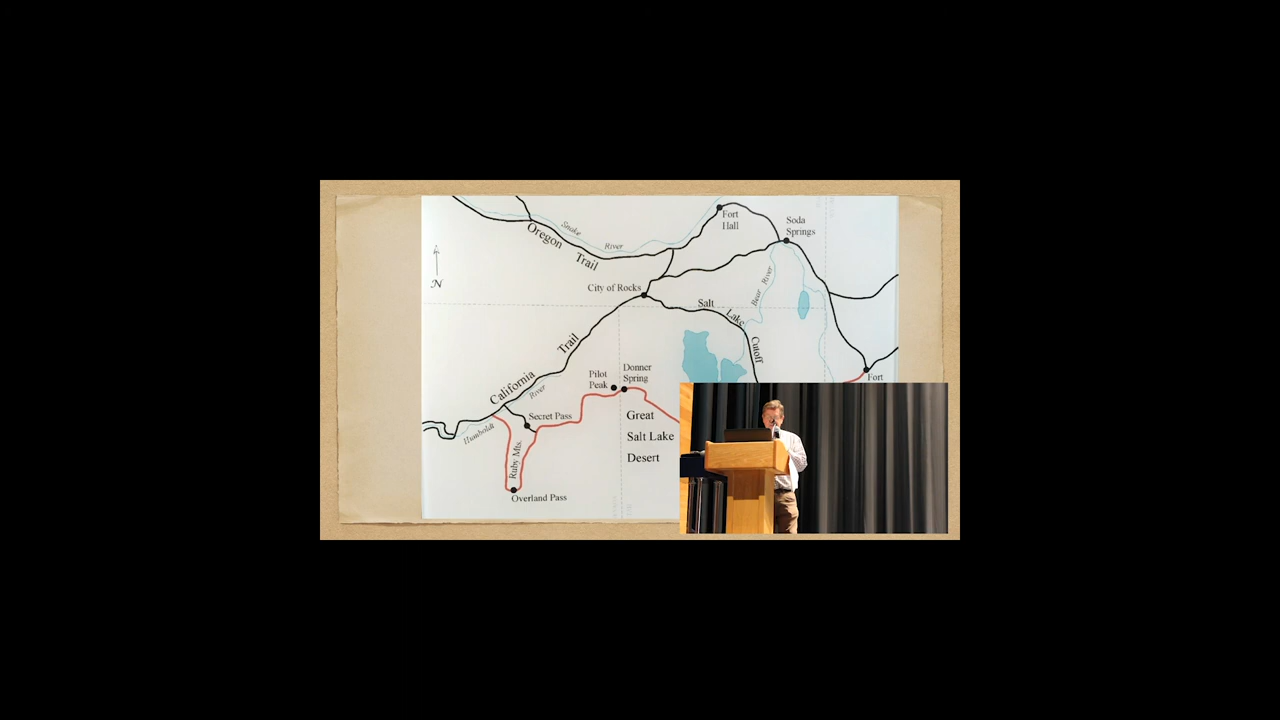 Fort
Hall
Soda
Springs
Snake
River
Oregon
Trail
N
City of Rocks
Bear River
Salt
Lake
Cutoff
California
Trail
Humboldt
River
Pilot
Peak
Donner
Spring
Fort
Secret Pass
Great
Salt Lake
Desert
Ruby Mts.
Overland Pass